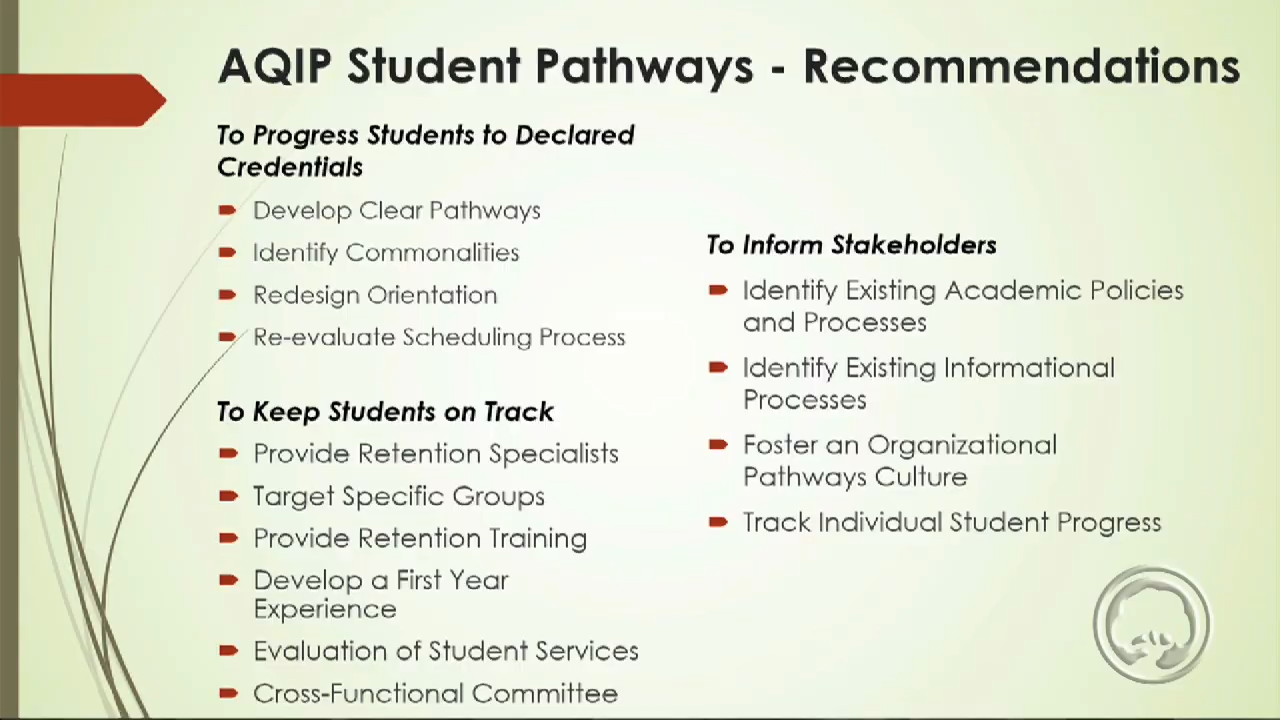 AQIP Student Pathways - Recommendations
To Progress Students to Declared
Credentials
Develop Clear Pathways
Identify Commonalities
Redesign Orientation
Re-evaluate Scheduling Process
To Keep Students on Track
Provide Retention Specialists
Target Specific Groups
Provide Retention Training
Develop a First Year
Experience
Evaluation of Student Services
Cross-Functional Committee
To Inform Stakeholders
Identify Existing Academic Policies
and Processes
Identify Existing Informational
Processes
Foster an Organizational
Pathways Culture
Track Individual Student Progress